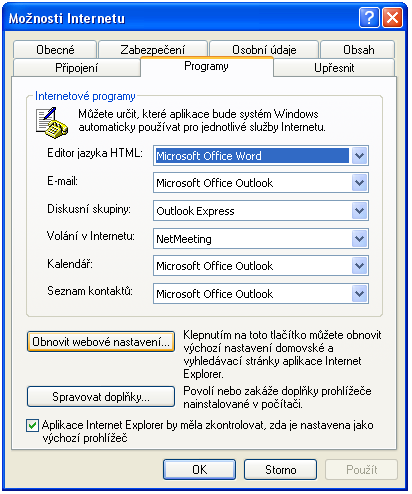 Možnosti Internetu
Obecné Zabezpečení Osobní údaje Obsah
Připojení Programy Upřesnit
Internetové programy
Můžete určit, které aplikace bude systém Windows
automaticky používat pro jednotlivé služby Internetu.
Editor jazyka HTML: Microsoft Office Word
E-mail: Microsoft Office Outlook
Diskusní skupiny: Outlook Express
Volání v Internetu: NetMeeting
Kalendář: Microsoft Office Outlook
Seznam kontaktů: Microsoft Office Outlook
Obnovit webové nastavení... Klepnutím na toto tlačítko můžete obnovit
výchozí nastavení domovské a
vyhledávací stránky aplikace Internet
Explorer.
Spravovat doplňky... Povolí nebo zakáže doplňky prohlížeče
nainstalované v počítači.
Aplikace Internet Explorer by měla zkontrolovat, zda je nastavena jako
výchozí prohlížeč
OK Storno Použít